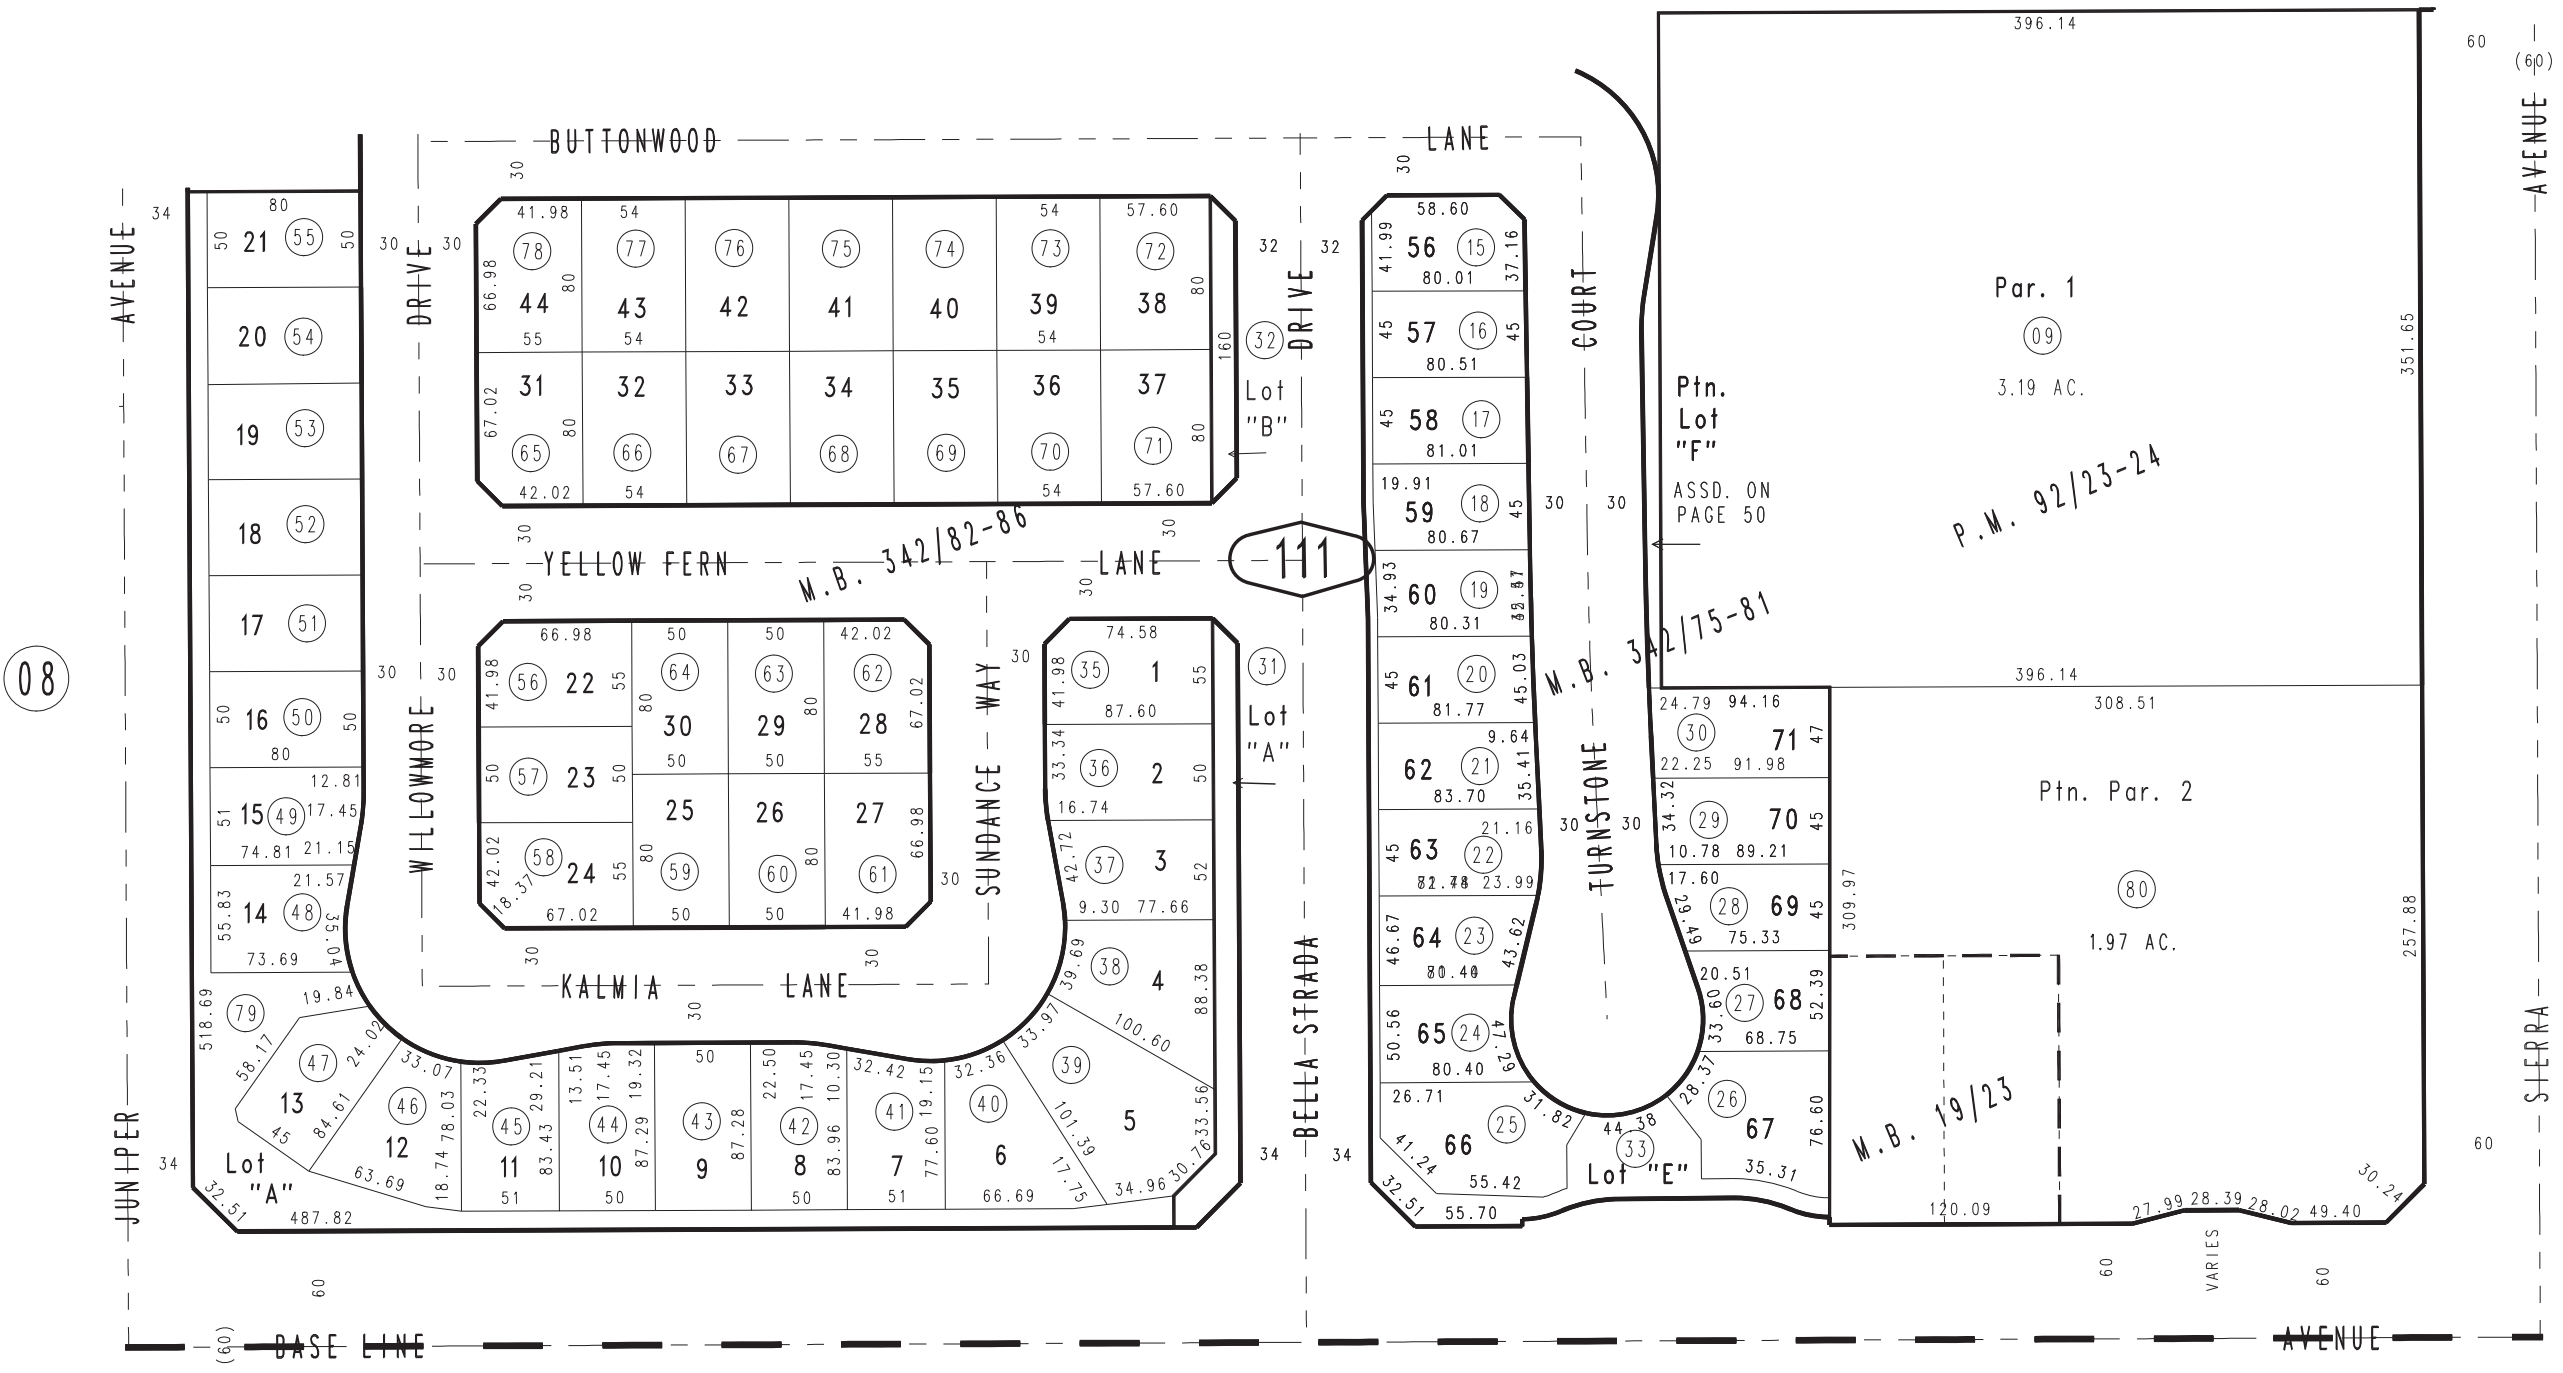 396.14
60
(60)
AVENUE
BUTTONWOOD
LANE
30
30
34
AVENUE
80
50 21 55 50
20 54
19 53
18 52
17 51
50 16 50 50
80
12.81
51 15 49 17.45
74.81 21.15
21.57
55.83 14 48 35.04
73.69
30 30
DRIVE
41.98 54 54 57.60
78 77 76 75 74 73 72
66.98 80 80
44 43 42 41 40 39 38
55 54 54
31 32 33 34 35 36 37
67.02 80 80
65 66 67 68 69 70 71
42.02 54 54 57.60
160
32 32
DRIVE
32
Lot
"B"
58.60
41.99 56 15 37.16
80.01
45 57 16 45
80.51
45 58 17
81.01
19.91
59 18 45
80.67
34.93 60 19
80.31
45 61 20 45.03
81.77
9.64
62 21 35.41
83.70
21.16
45 63 22
23.99
46.67 64 23 43.62
50.56 65 24 47.29
80.40
26.71 31.82
66 25
41.24
55.42
32.51
55.70
COURT
30 30
Ptn.
Lot
"F"
ASSD. ON
PAGE 50
Par. 1
09
3.19 AC.
351.65
P.M. 92/23-24
M.B. 342/75-81
396.14
30 30
YELLOW FERN
LANE
M.B. 342/82-86
111
30 30
08
30 30
WILLOWMORE
66.98 50 50 42.02
41.98 56 22 55
80 64 63 80 62 67.02
30 29 28
50 50 55
50 57 23 50
25 26 27
42.02 58 24 55
18.37
80 59 60 80 61 66.98
67.02 50 50 41.98
30
SUNDANCE WAY
30
30 30
KALMIA LANE
30
74.58
41.98 35 1 55
87.60
33.34 36 2 50
16.74
42.72 37 3 52
9.30 77.66
39.69 38 4 88.38
100.60
31
Lot
"A"
BELLA STRADA
33.97
39
5
101.39
33.56
17.75
34.96
30.76
518.69
79
19.84
58.17
47
24.02
13
45
84.61
33.07
46
12
63.69
18.74 78.03
22.33 29.21
45
11
83.43
51
13.51 17.45 19.32
44
10
87.29
50
50
43
9
87.28
22.50 17.45 10.30
42
8
83.96
50
32.42 19.15
41
7
77.60
51
32.36
40
6
66.69
Lot
"A"
32.51
487.82
34
JUNIPER
34 34
30 30
TURNSTONE
24.79 94.16
30 71 47
22.25 91.98
34.32 29 70 45
10.78 89.21
17.60
29.49 28 69 45
75.33
20.51
33.60 27 68 52.39
68.75
28.37
26
67
76.60
35.31
44.38
33
Lot "E"
308.51
Ptn. Par. 2
80
1.97 AC.
309.97
257.88
M.B. 19/23
120.09
27.99 28.39 28.02 49.40
30.24
SIERRA
60
60
60
VARIES
60
(60)
BASE LINE
AVENUE